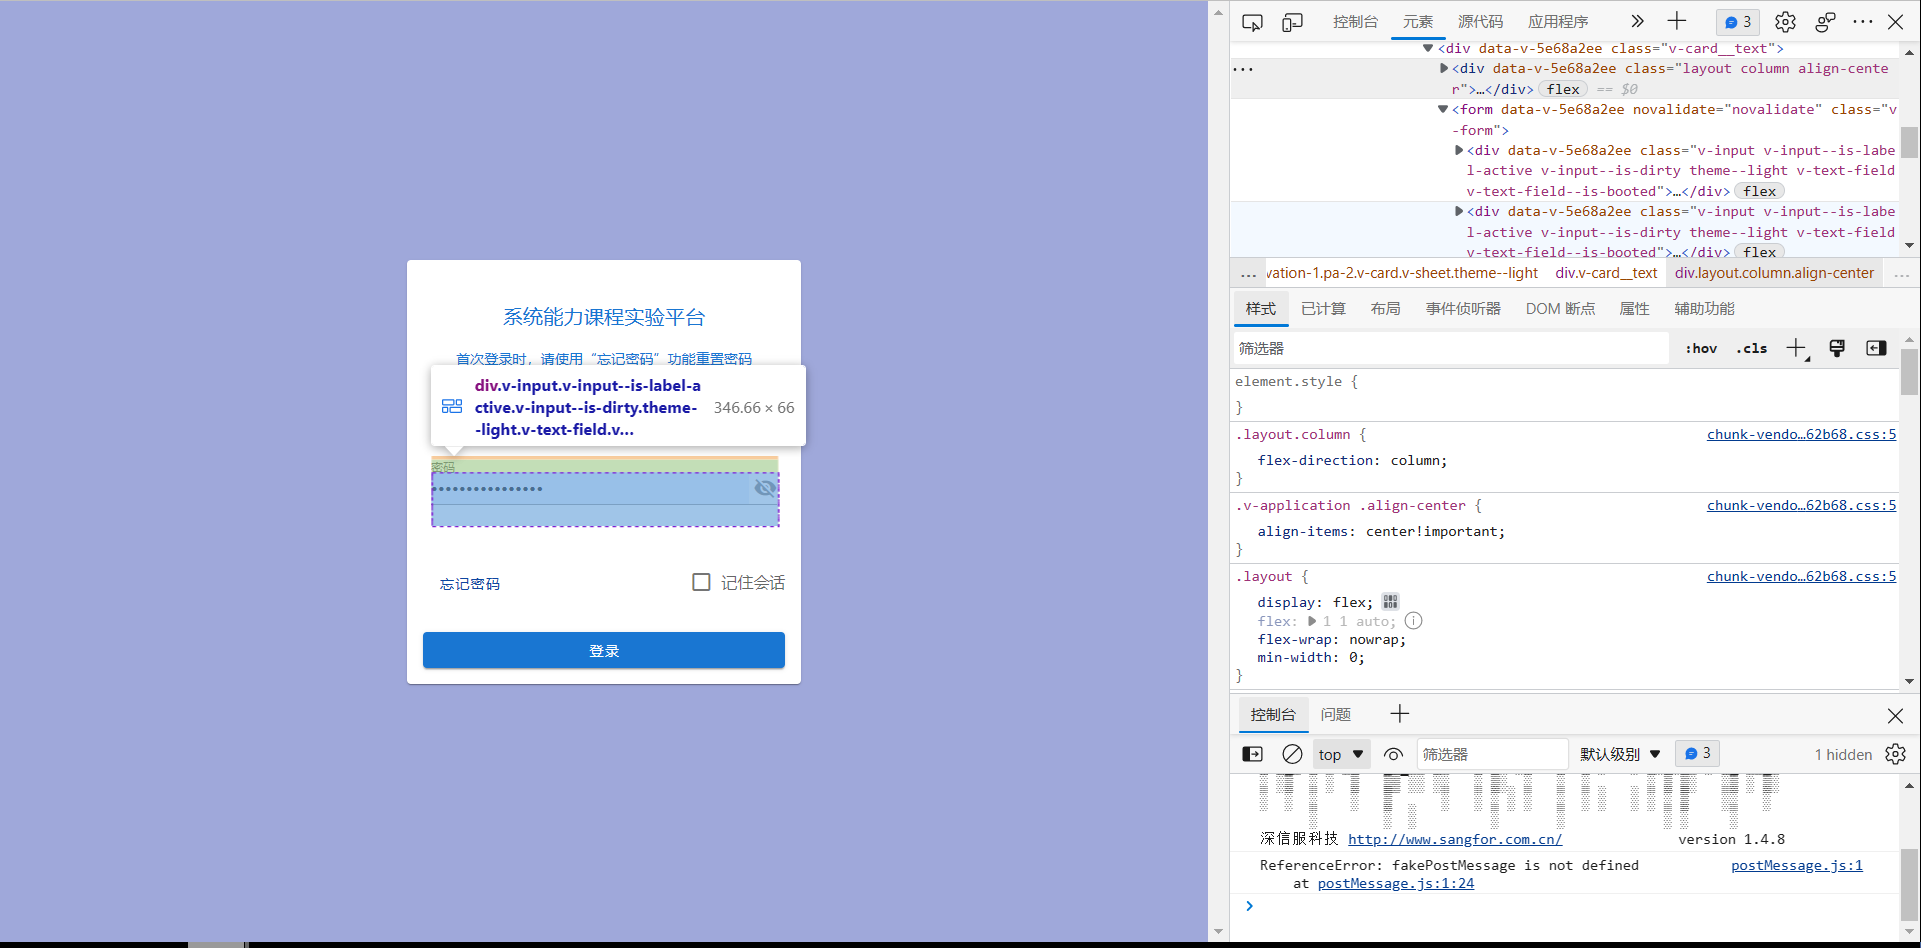 系统能力课程实验平台
首次登录时，请使用“忘记密码”功能重置密码
div.v-input.v-input--is-label-a
ctive.v-input--is-dirty.theme-
-light.v-text-field.v...
346.66 × 66
密码
••••••••••••••••
忘记密码
记住会话
登录
控制台 元素 源代码 应用程序 3
<div data-v-5e68a2ee class="v-card__text">
<div data-v-5e68a2ee class="layout column align-cente
r">…</div> flex == $0
<form data-v-5e68a2ee novalidate="novalidate" class="v
-form">
<div data-v-5e68a2ee class="v-input v-input--is-labe
l-active v-input--is-dirty theme--light v-text-field
v-text-field--is-booted">…</div> flex
<div data-v-5e68a2ee class="v-input v-input--is-labe
l-active v-input--is-dirty theme--light v-text-field
v-text-field--is-booted">…</div> flex
... vation-1.pa-2.v-card.v-sheet.theme--light div.v-card__text div.layout.column.align-center ...
样式 已计算 布局 事件侦听器 DOM 断点 属性 辅助功能
筛选器 :hov .cls
element.style {
}
.layout.column { chunk-vendo…62b68.css:5
flex-direction: column;
}
.v-application .align-center { chunk-vendo…62b68.css:5
align-items: center!important;
}
.layout { chunk-vendo…62b68.css:5
display: flex;
flex: 1 1 auto;
flex-wrap: nowrap;
min-width: 0;
}
控制台 问题
top 筛选器 默认级别 3 1 hidden
深信服科技 http://www.sangfor.com.cn/ version 1.4.8
ReferenceError: fakePostMessage is not defined postMessage.js:1
at postMessage.js:1:24